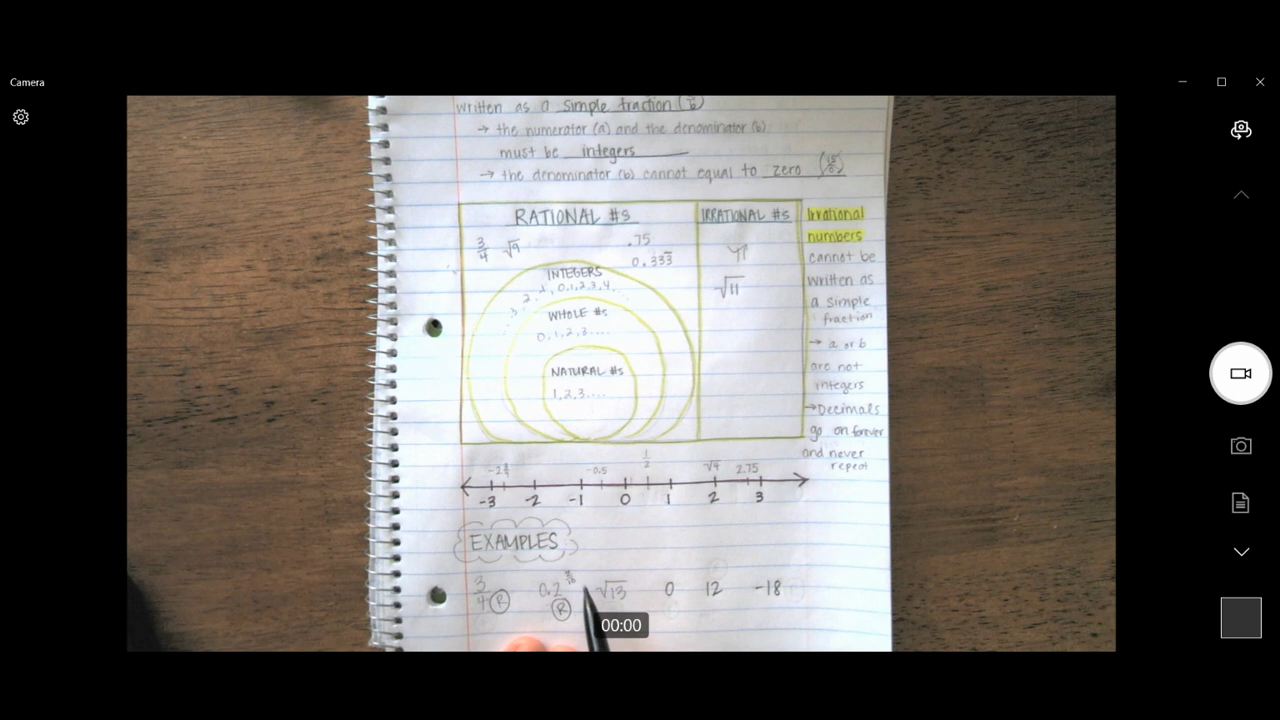 Camera
written as a simple fraction (a/b)
→ the numerator (a) and the denominator (b)
must be integers
→ the denominator (b) cannot equal to zero (15/0)
RATIONAL #s
IRRATIONAL #s
3/4 √9 .75
0.333̅
π
√11
INTEGERS
-1, 0, 1, 2, 3, 4
WHOLE #s
0, 1, 2, 3....
NATURAL #s
1, 2, 3....
Irrational
numbers
cannot be
written as
a simple
fraction
→ a or b
are not
integers
→ Decimals
go on forever
and never
repeat
-0.5 1/2 √4 2.75
-3 -2 -1 0 1 2 3
EXAMPLES
3/4 R 0.2 R √13 0 12 -18
00:00